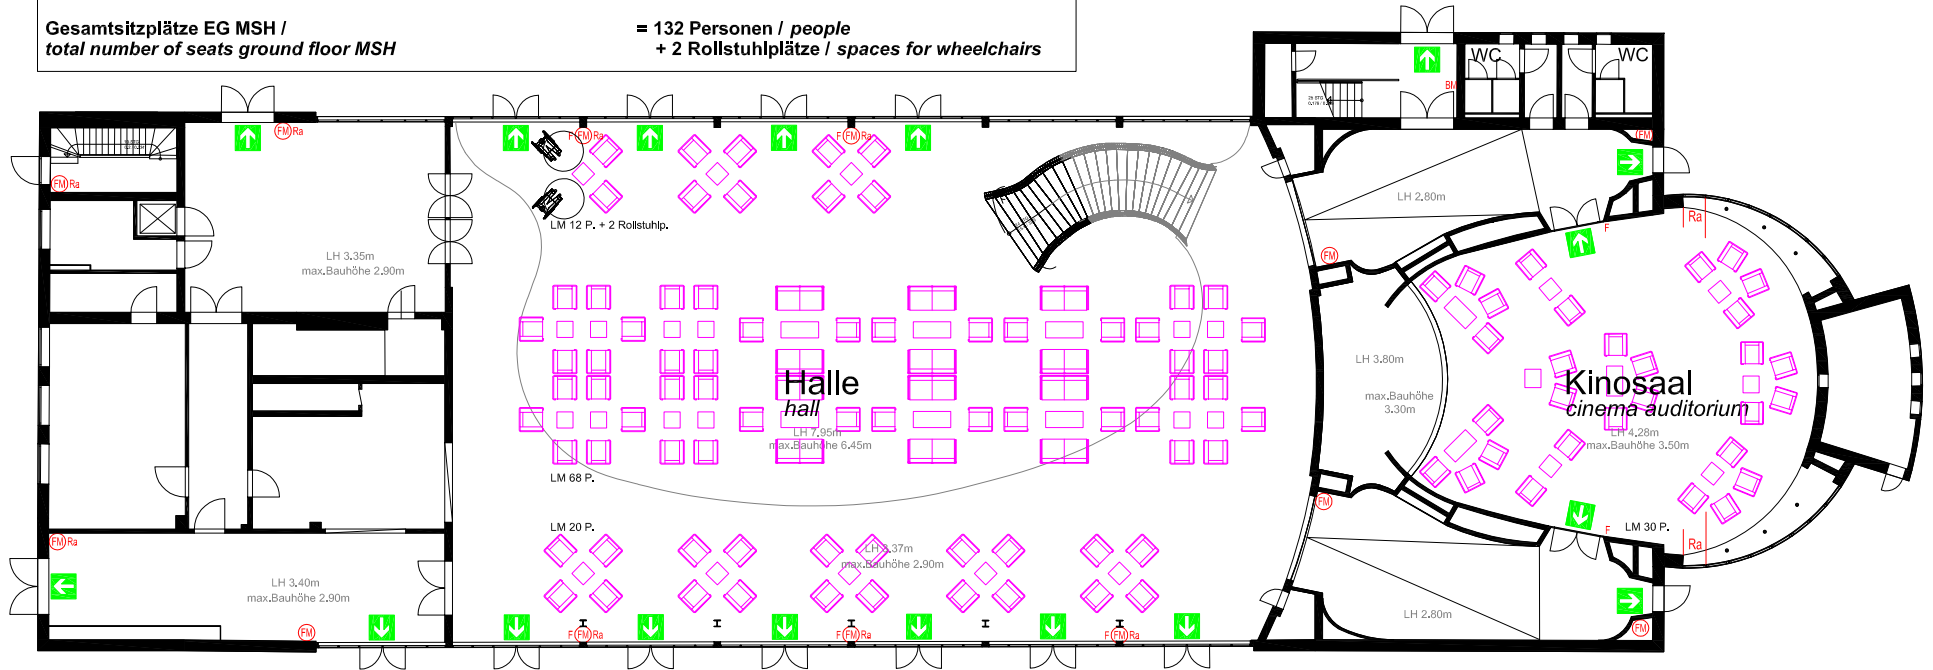 Gesamtsitzplätze EG MSH /
total number of seats ground floor MSH
= 132 Personen / people
+ 2 Rollstuhlplätze / spaces for wheelchairs
WC
WC
BM
FM Ra
F FM Ra
F FM Ra
FM
FM Ra
LH 2.80m
LM 12 P. + 2 Rollstuhlp.
Ra
F
LH 3.35m
max.Bauhöhe 2.90m
FM
LH 3.80m
max.Bauhöhe
3.30m
Halle
hall
LH 7.95m
max.Bauhöhe 6.45m
Kinosaal
cinema auditorium
LH 4.28m
max.Bauhöhe 3.50m
LM 68 P.
FM
LM 20 P.
F
LM 30 P.
FM Ra
Ra
max.Bauhöhe 2.90m
LH 3.40m
max.Bauhöhe 2.90m
LH 2.80m
FM
F FM Ra
F FM Ra
FM